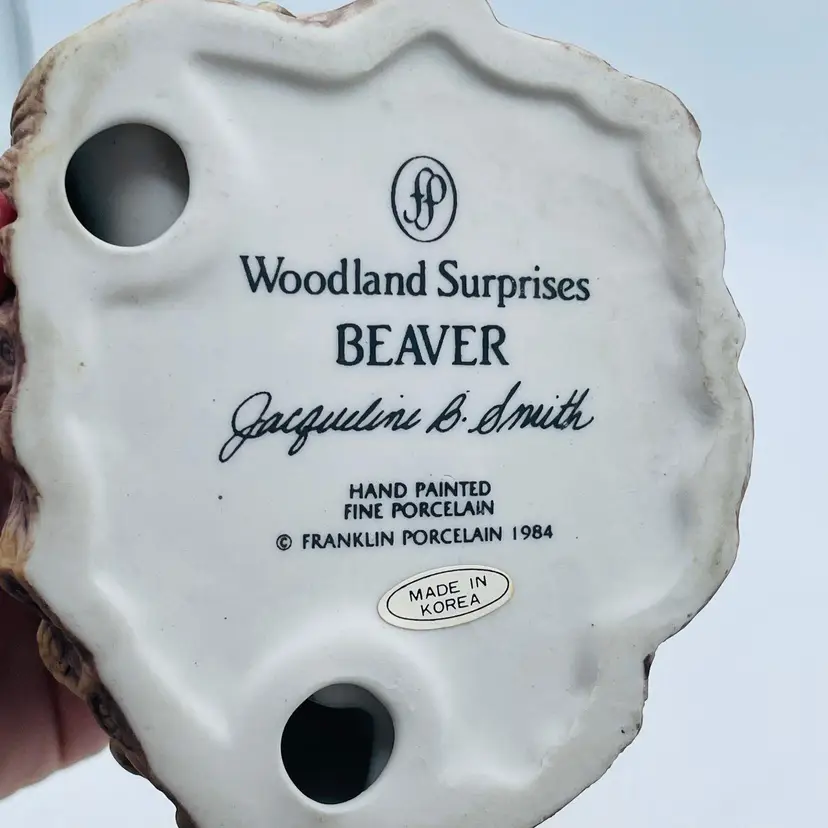 fp
Woodland Surprises
BEAVER
Jacqueline B. Smith
HAND PAINTED
FINE PORCELAIN
© FRANKLIN PORCELAIN 1984
MADE IN
KOREA